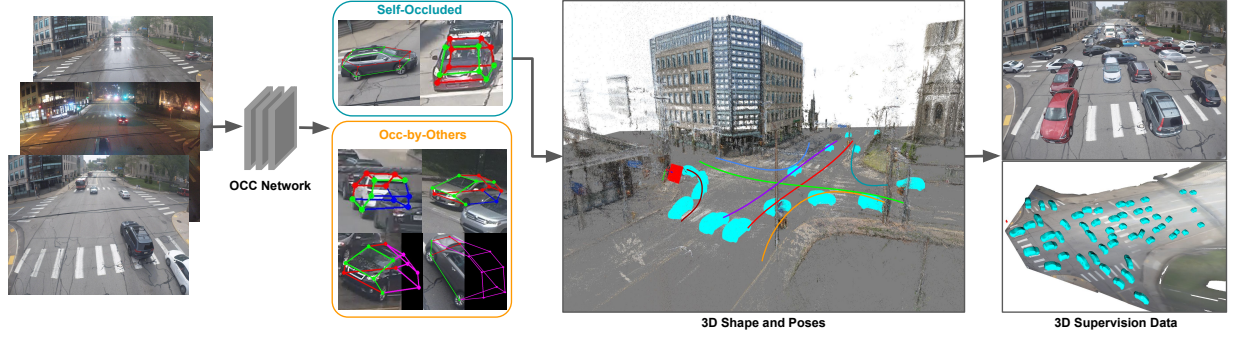 Self-Occluded
Occ-by-Others
OCC Network
3D Shape and Poses
3D Supervision Data